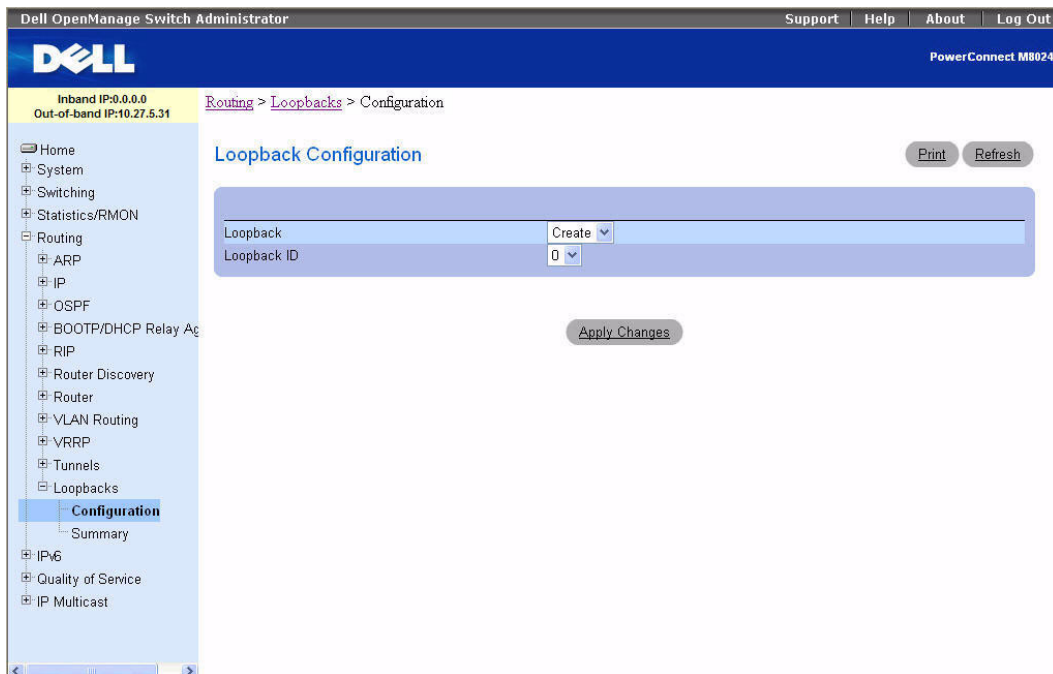 Dell OpenManage Switch Administrator Support Help About Log Out
DELL
PowerConnect M8024
Inband IP:0.0.0.0
Out-of-band IP:10.27.5.31
Routing > Loopbacks > Configuration
Home
System
Switching
Statistics/RMON
Routing
ARP
IP
OSPF
BOOTP/DHCP Relay Ag
RIP
Router Discovery
Router
VLAN Routing
VRRP
Tunnels
Loopbacks
Configuration
Summary
IPv6
Quality of Service
IP Multicast
Loopback Configuration
Print Refresh
Loopback Create
Loopback ID 0
Apply Changes